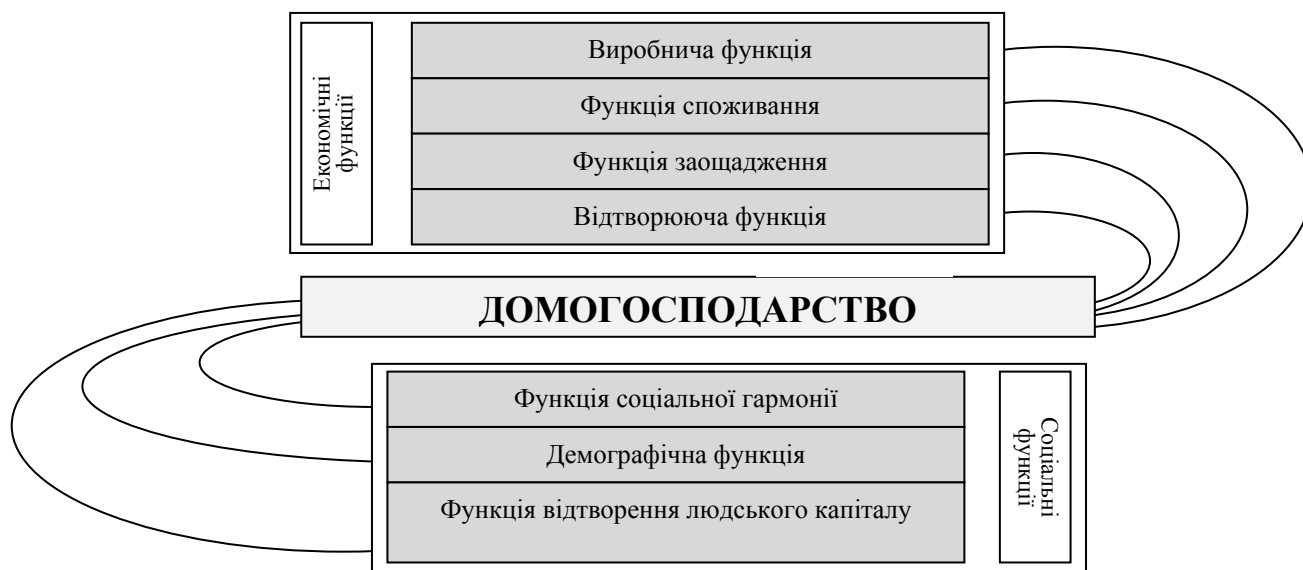 Економічні
функції
Виробнича функція
Функція споживання
Функція заощадження
Відтворююча функція
ДОМОГОСПОДАРСТВО
Функція соціальної гармонії
Демографічна функція
Функція відтворення людського капіталу
Соціальні
функції